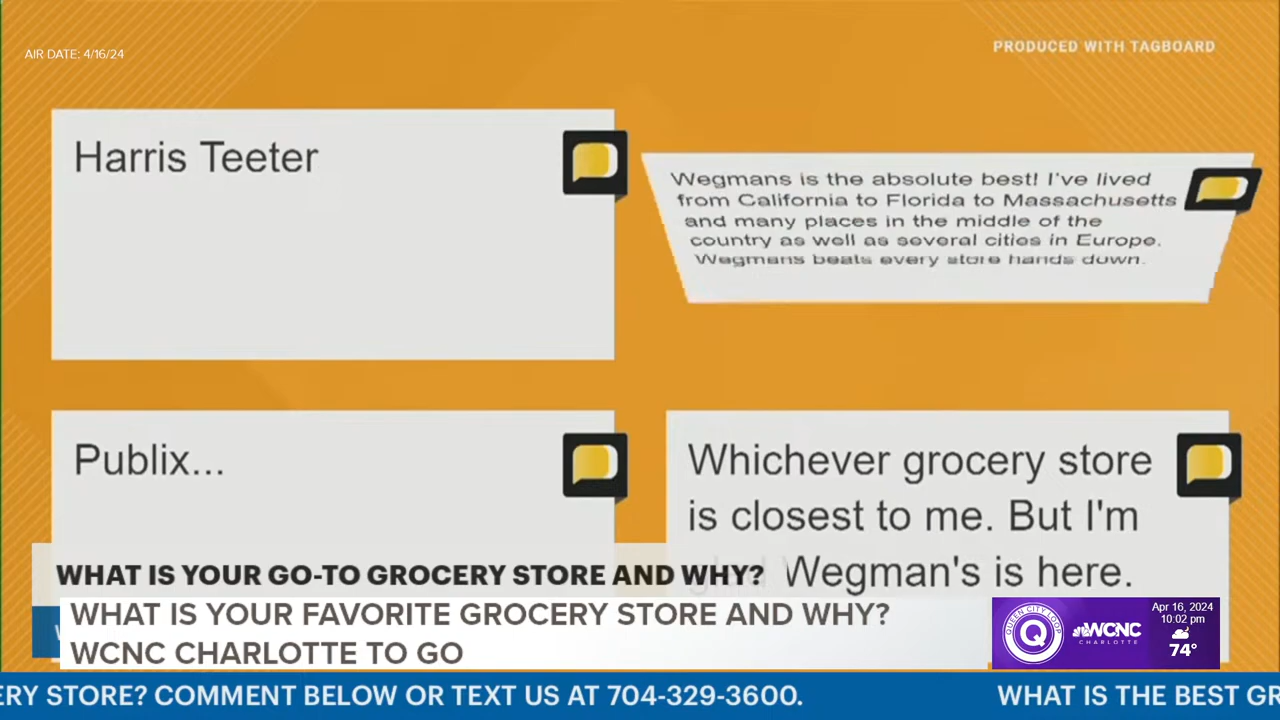 AIR DATE: 4/16/24
PRODUCED WITH TAGBOARD
Harris Teeter
Wegmans is the absolute best! I've lived
from California to Florida to Massachusetts
and many places in the middle of the
country as well as several cities in Europe.
Wegmans beats every store hands down.
Publix...
Whichever grocery store
is closest to me. But I'm
Wegman's is here.
WHAT IS YOUR GO-TO GROCERY STORE AND WHY?
WHAT IS YOUR FAVORITE GROCERY STORE AND WHY?
WCNC CHARLOTTE TO GO
QUEEN CITY LOOP
Q
WCNC
CHARLOTTE
Apr 16, 2024
10:02 pm
74°
ERY STORE? COMMENT BELOW OR TEXT US AT 704-329-3600.
WHAT IS THE BEST GR